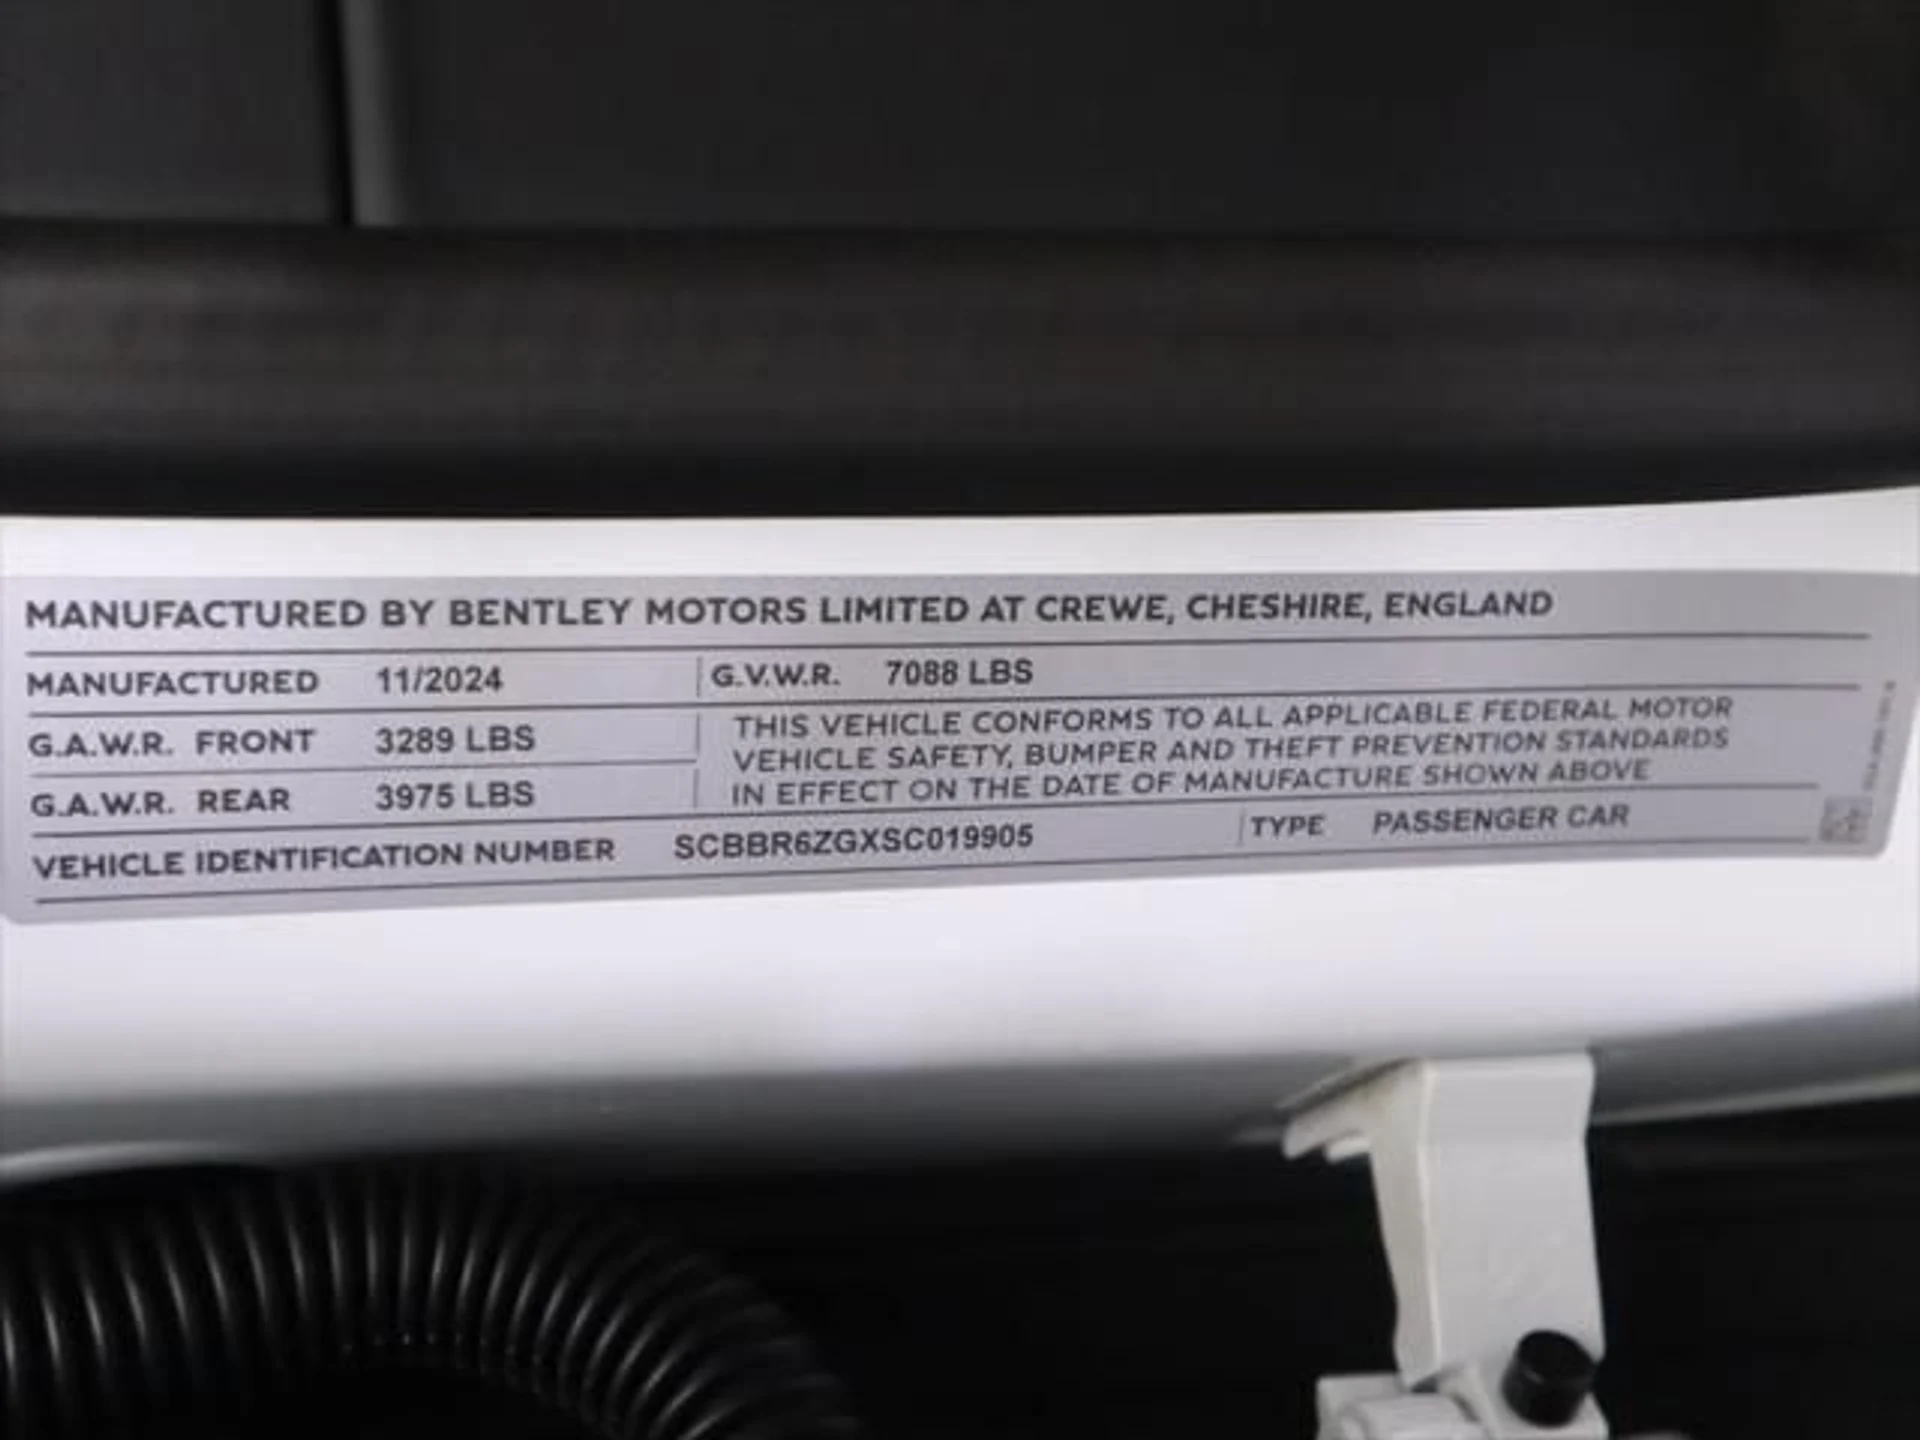 MANUFACTURED BY BENTLEY MOTORS LIMITED AT CREWE, CHESHIRE, ENGLAND
MANUFACTURED 11/2024 G.V.W.R. 7088 LBS
G.A.W.R. FRONT 3289 LBS
G.A.W.R. REAR 3975 LBS
THIS VEHICLE CONFORMS TO ALL APPLICABLE FEDERAL MOTOR
VEHICLE SAFETY, BUMPER AND THEFT PREVENTION STANDARDS
IN EFFECT ON THE DATE OF MANUFACTURE SHOWN ABOVE
VEHICLE IDENTIFICATION NUMBER SCBBR6ZGXSC019905 TYPE PASSENGER CAR